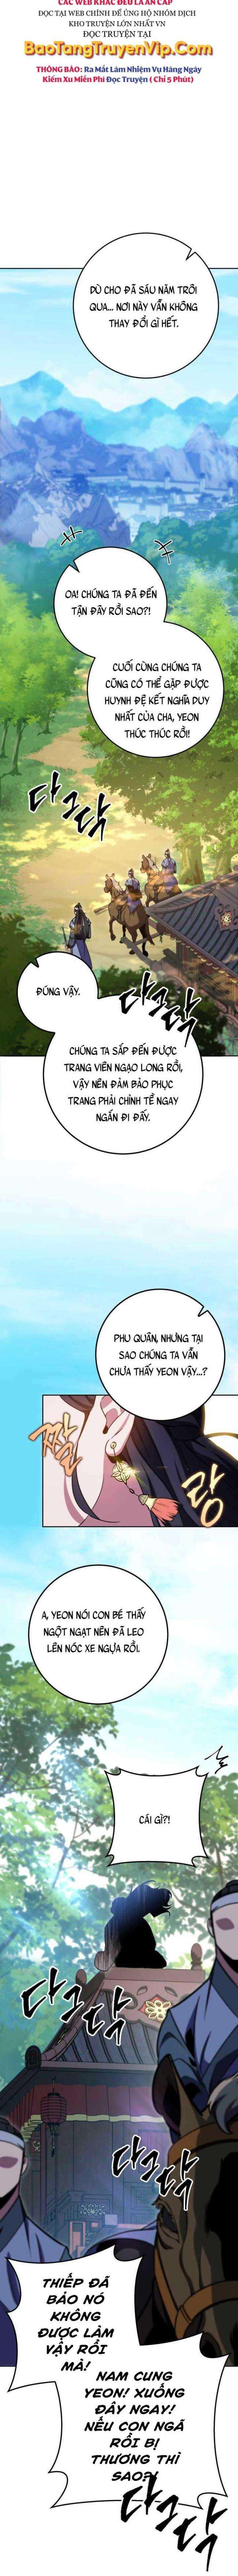 CÁC WEB KHÁC ĐỀU LÀ ĂN CẮP
ĐỌC TẠI WEB CHÍNH ĐỂ ỦNG HỘ NHÓM DỊCH
KHO TRUYỆN LỚN NHẤT VN
ĐỌC TRUYỆN TẠI
BaoTangTruyenVip.Com
THÔNG BÁO: Ra Mắt Làm Nhiệm Vụ Hàng Ngày
Kiếm Xu Miễn Phí Đọc Truyện ( Chỉ 5 Phút)
DÙ CHO ĐÃ SÁU NĂM TRÔI
QUA... NƠI NÀY VẪN KHÔNG
THAY ĐỔI GÌ HẾT.
OA! CHÚNG TA ĐÃ ĐẾN
TẬN ĐÂY RỒI SAO?!
CUỐI CÙNG CHÚNG TA
CŨNG CÓ THỂ GẶP ĐƯỢC
HUYNH ĐỆ KẾT NGHĨA DUY
NHẤT CỦA CHA, YEON
THÚC THÚC RỒI!
다그닥
ĐÚNG VẬY.
다그닥
CHÚNG TA SẮP ĐẾN ĐƯỢC
TRANG VIÊN NGẠO LONG RỒI,
VẬY NÊN ĐẢM BẢO PHỤC
TRANG PHẢI CHỈNH TỀ NGAY
NGẮN ĐI ĐẤY.
PHU QUÂN, NHƯNG TẠI
SAO CHÚNG TA VẪN
CHƯA THẤY YEON VẬY...?
짤
랑
A, YEON NÓI CON BÉ THẤY
NGỘT NGẠT NÊN ĐÃ LEO
LÊN NÓC XE NGỰA RỒI.
CÁI GÌ?!
다그닥
다그닥
THIẾP ĐÃ
BẢO NÓ
KHÔNG
ĐƯỢC LÀM
VẬY RỒI
MÀ!
NAM CUNG
YEON! XUỐNG
ĐÂY NGAY!
NẾU CON NGÃ
RỒI BỊ
THƯƠNG THÌ
SAO?!
다그닥